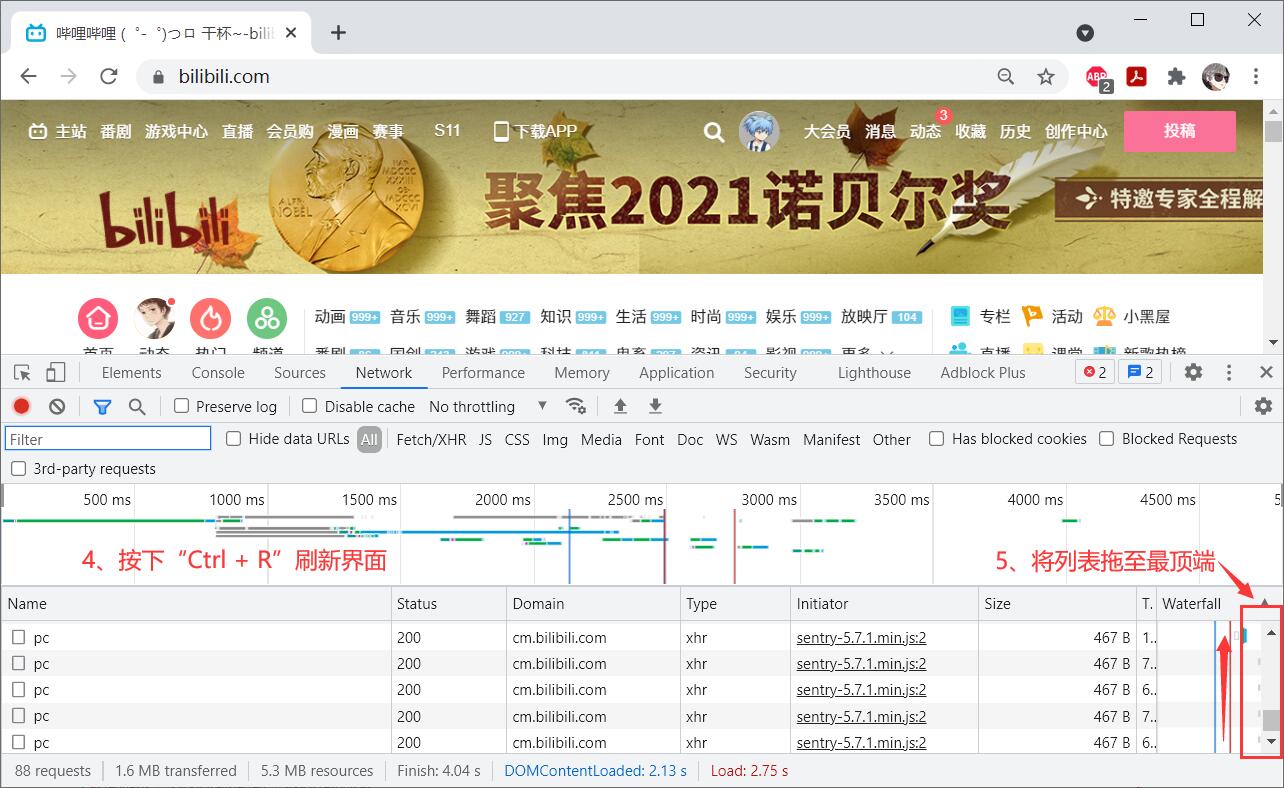 哔哩哔哩 (゜-゜)つロ 干杯~-bili
bilibili.com
ABP 2
主站 番剧 游戏中心 直播 会员购 漫画 赛事 S11 下载APP 大会员 消息 动态 3 收藏 历史 创作中心 投稿
bilibili
聚焦2021诺贝尔奖
特邀专家全程解
动画 999+ 音乐 999+ 舞蹈 927 知识 999+ 生活 999+ 时尚 999+ 娱乐 999+ 放映厅 104 专栏 活动 小黑屋
首页 动态 热门 频道 番剧 国创 游戏 科技 鬼畜 资讯 影视 更多 直播 课堂 新歌热榜
Elements Console Sources Network Performance Memory Application Security Lighthouse Adblock Plus 2 2
Preserve log Disable cache No throttling
Filter Hide data URLs All Fetch/XHR JS CSS Img Media Font Doc WS Wasm Manifest Other Has blocked cookies Blocked Requests
3rd-party requests
500 ms 1000 ms 1500 ms 2000 ms 2500 ms 3000 ms 3500 ms 4000 ms 4500 ms 5
4、按下“Ctrl + R”刷新界面 5、将列表拖至最顶端
Name Status Domain Type Initiator Size T. Waterfall
pc 200 cm.bilibili.com xhr sentry-5.7.1.min.js:2 467 B 1..
pc 200 cm.bilibili.com xhr sentry-5.7.1.min.js:2 467 B 7..
pc 200 cm.bilibili.com xhr sentry-5.7.1.min.js:2 467 B 6..
pc 200 cm.bilibili.com xhr sentry-5.7.1.min.js:2 467 B 7..
pc 200 cm.bilibili.com xhr sentry-5.7.1.min.js:2 467 B 6..
88 requests 1.6 MB transferred 5.3 MB resources Finish: 4.04 s DOMContentLoaded: 2.13 s Load: 2.75 s